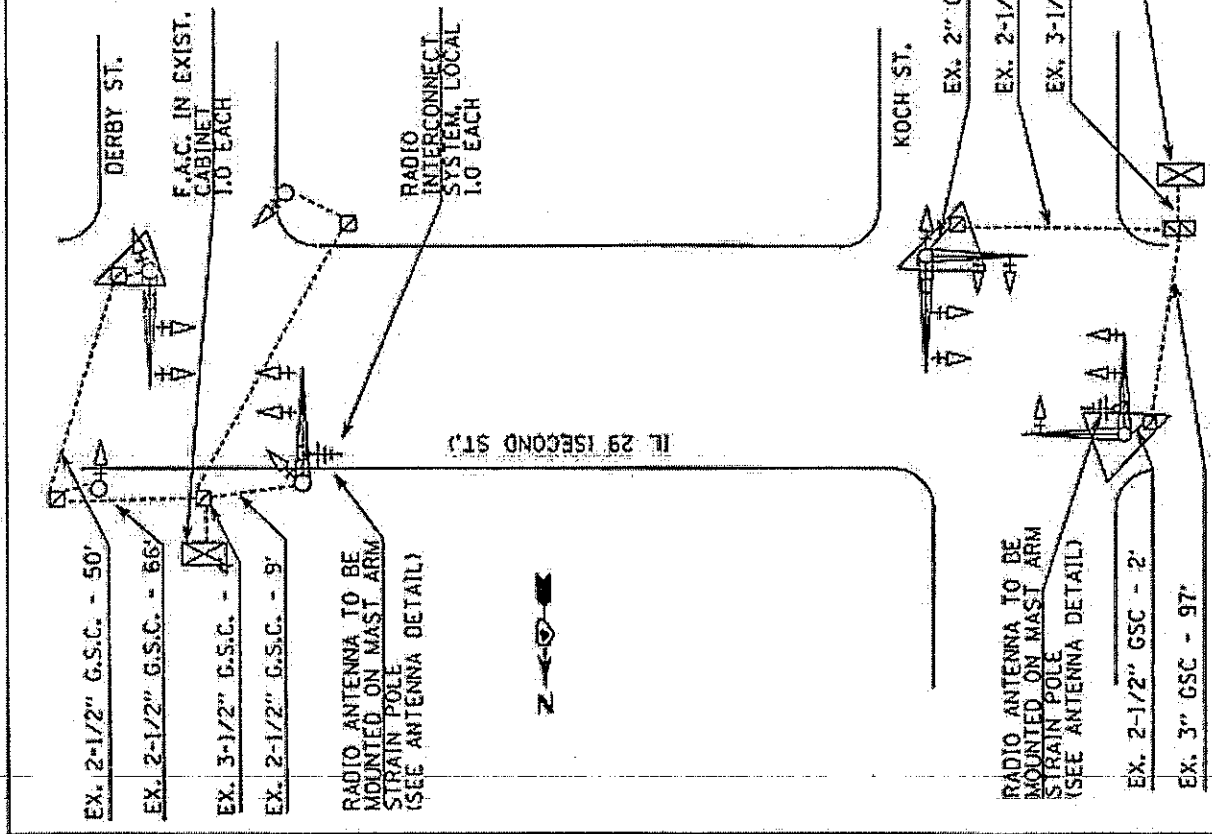 DERBY ST.
F.A.C. IN EXIST.
CABINET
1.0 EACH
RADIO
INTERCONNECT
SYSTEM, LOCAL
1.0 EACH
KOCH ST.
EX. 2"
EX. 2-1/
EX. 3-1/
IL 29 (SECOND ST.)
EX. 2-1/2" G.S.C. - 50'
EX. 2-1/2" G.S.C. - 66'
EX. 3-1/2" G.S.C. -
EX. 2-1/2" G.S.C. - 9'
RADIO ANTENNA TO BE
MOUNTED ON MAST ARM
STRAIN POLE
(SEE ANTENNA DETAIL)
N
RADIO ANTENNA TO BE
MOUNTED ON MAST ARM
STRAIN POLE
(SEE ANTENNA DETAIL)
EX. 2-1/2" GSC - 2'
EX. 3" GSC - 97'